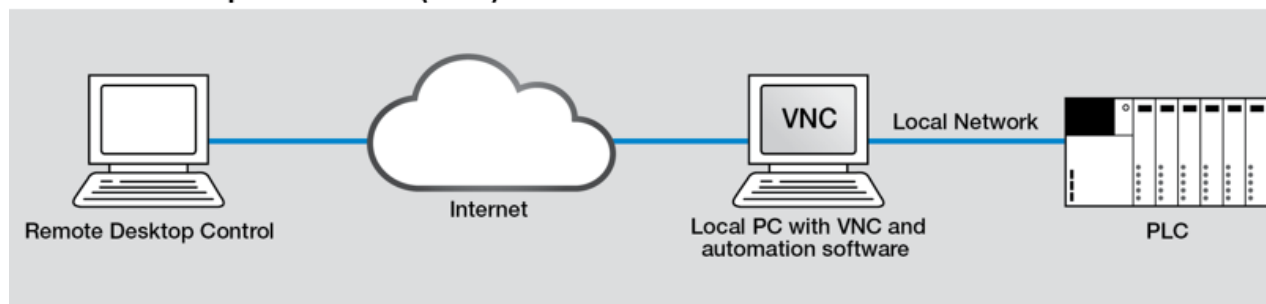 VNC
Local Network
Internet
Remote Desktop Control
Local PC with VNC and
automation software
PLC